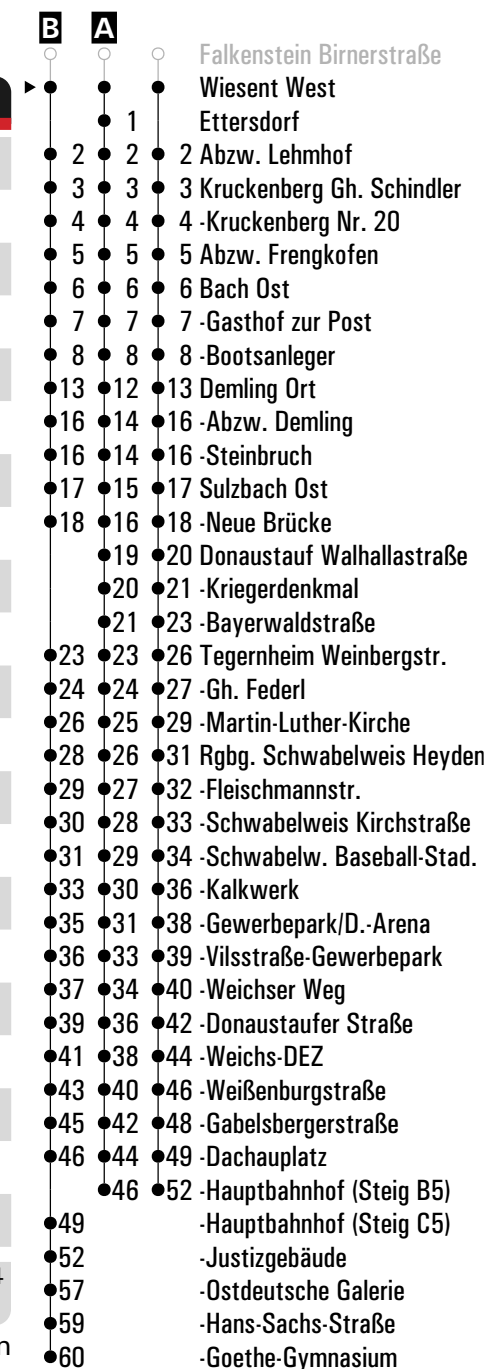 B A
Falkenstein Birnerstraße
Wiesent West
1 Ettersdorf
2 2 2 Abzw. Lehmhof
3 3 3 Kruckenberg Gh. Schindler
4 4 4 -Kruckenberg Nr. 20
5 5 5 Abzw. Frengkofen
6 6 6 Bach Ost
7 7 7 -Gasthof zur Post
8 8 8 -Bootsanleger
13 12 13 Demling Ort
16 14 16 -Abzw. Demling
16 14 16 -Steinbruch
17 15 17 Sulzbach Ost
18 16 18 -Neue Brücke
19 20 Donaustauf Walhallastraße
20 21 -Kriegerdenkmal
21 23 -Bayerwaldstraße
23 23 26 Tegernheim Weinbergstr.
24 24 27 -Gh. Federl
26 25 29 -Martin-Luther-Kirche
28 26 31 Rgbg. Schwabelweis Heyden
29 27 32 -Fleischmannstr.
30 28 33 -Schwabelweis Kirchstraße
31 29 34 -Schwabelw. Baseball-Stad.
33 30 36 -Kalkwerk
35 31 38 -Gewerbepark/D.-Arena
36 33 39 -Vilsstraße-Gewerbepark
37 34 40 -Weichser Weg
39 36 42 -Donaustaufer Straße
41 38 44 -Weichs-DEZ
43 40 46 -Weißenburgstraße
45 42 48 -Gabelsbergerstraße
46 44 49 -Dachauplatz
46 52 -Hauptbahnhof (Steig B5)
49 -Hauptbahnhof (Steig C5)
52 -Justizgebäude
57 -Ostdeutsche Galerie
59 -Hans-Sachs-Straße
n 60 -Goethe-Gymnasium